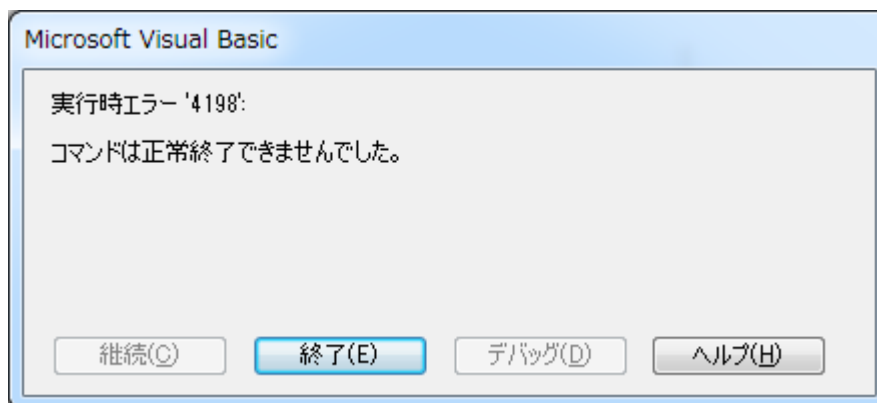 Microsoft Visual Basic
実行時エラー '4198':
コマンドは正常終了できませんでした。
継続(C) 終了(E) デバッグ(D) ヘルプ(H)